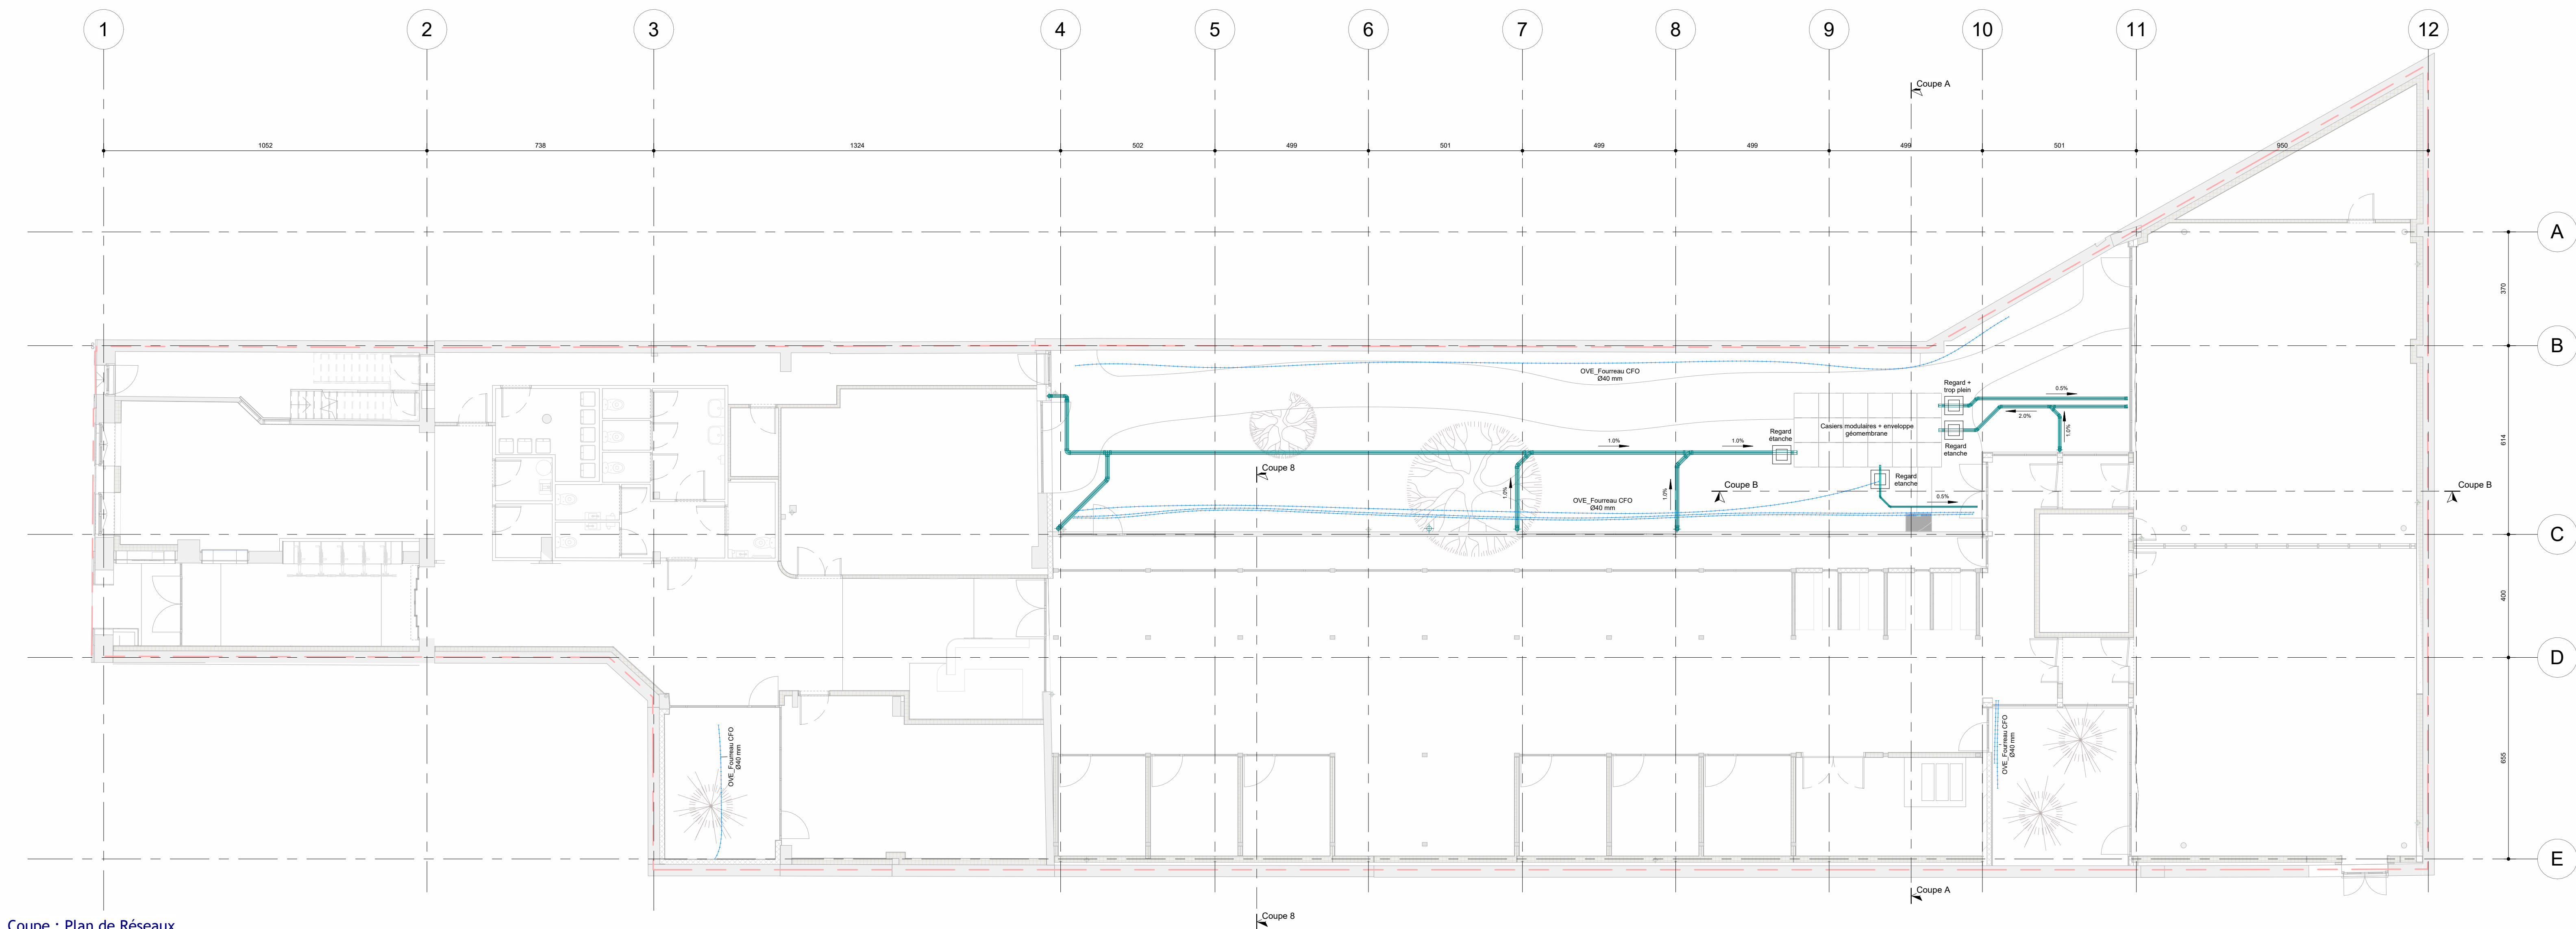 1 2 3 4 5 6 7 8 9 10 11 12
Coupe A
1052 738 1324 502 499 501 499 499 499 501 950
A
370
B
OVE_Fourreau CFO
Ø40 mm
Regard +
trop plein
0.5%
2.0%
1.0%
Casiers modulaires + enveloppe
géomembrane
Regard
étanche
Regard
etanche
1.0%
1.0%
614
Coupe 8
Regard
etanche
Coupe B
Coupe B
1.0%
1.0%
0.5%
OVE_Fourreau CFO
Ø40 mm
C
400
D
OVE_Fourreau CFO
Ø40 mm
OVE_Fourreau CFO
Ø40 mm
655
E
Coupe A
Coupe 8
Coupe : Plan de Réseaux